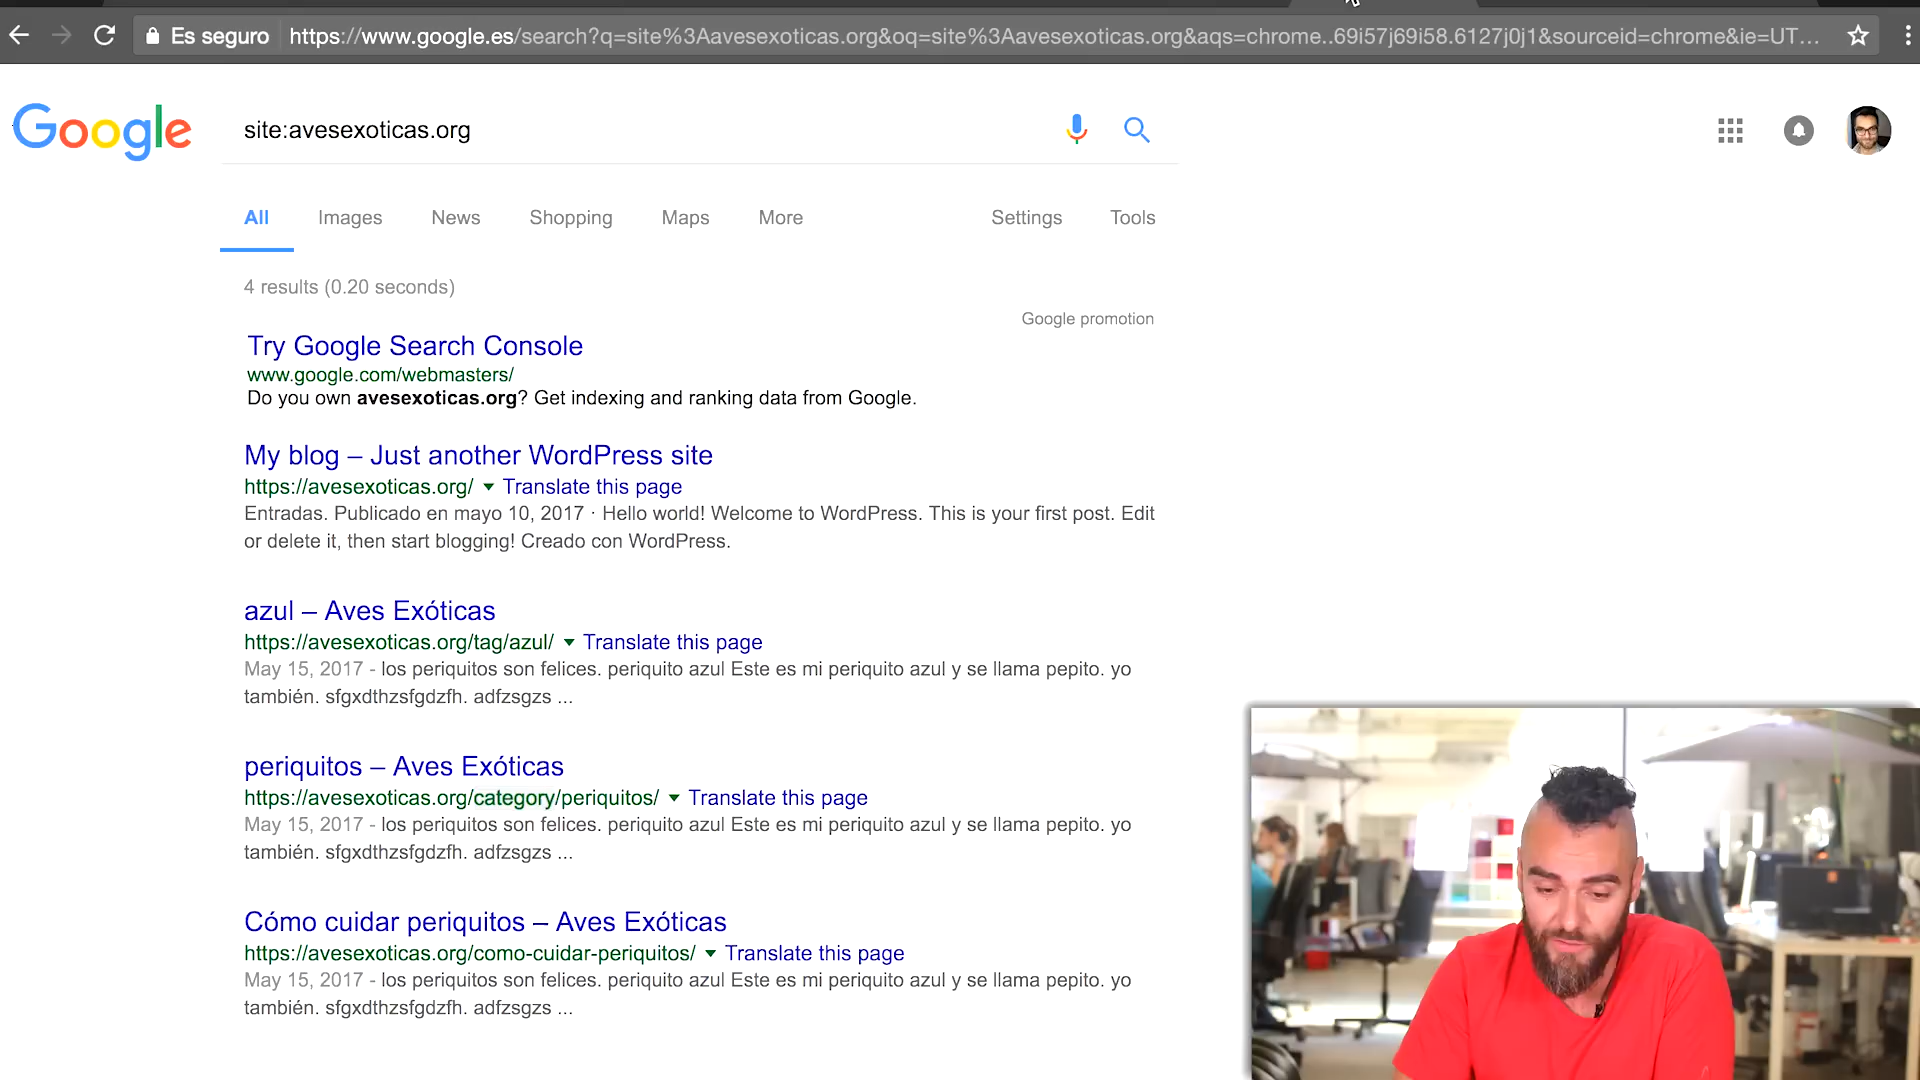 Es seguro https://www.google.es/search?q=site%3Aavesexoticas.org&oq=site%3Aavesexoticas.org&aqs=chrome..69i57j69i58.6127j0j1&sourceid=chrome&ie=UT...
Google site:avesexoticas.org
All Images News Shopping Maps More Settings Tools
4 results (0.20 seconds)
Google promotion
Try Google Search Console
www.google.com/webmasters/
Do you own avesexoticas.org? Get indexing and ranking data from Google.
My blog – Just another WordPress site
https://avesexoticas.org/ Translate this page
Entradas. Publicado en mayo 10, 2017 · Hello world! Welcome to WordPress. This is your first post. Edit
or delete it, then start blogging! Creado con WordPress.
azul – Aves Exóticas
https://avesexoticas.org/tag/azul/ Translate this page
May 15, 2017 - los periquitos son felices. periquito azul Este es mi periquito azul y se llama pepito. yo
también. sfgxdthzsfgdzfh. adfzsgzs ...
periquitos – Aves Exóticas
https://avesexoticas.org/category/periquitos/ Translate this page
May 15, 2017 - los periquitos son felices. periquito azul Este es mi periquito azul y se llama pepito. yo
también. sfgxdthzsfgdzfh. adfzsgzs ...
Cómo cuidar periquitos – Aves Exóticas
https://avesexoticas.org/como-cuidar-periquitos/ Translate this page
May 15, 2017 - los periquitos son felices. periquito azul Este es mi periquito azul y se llama pepito. yo
también. sfgxdthzsfgdzfh. adfzsgzs ...